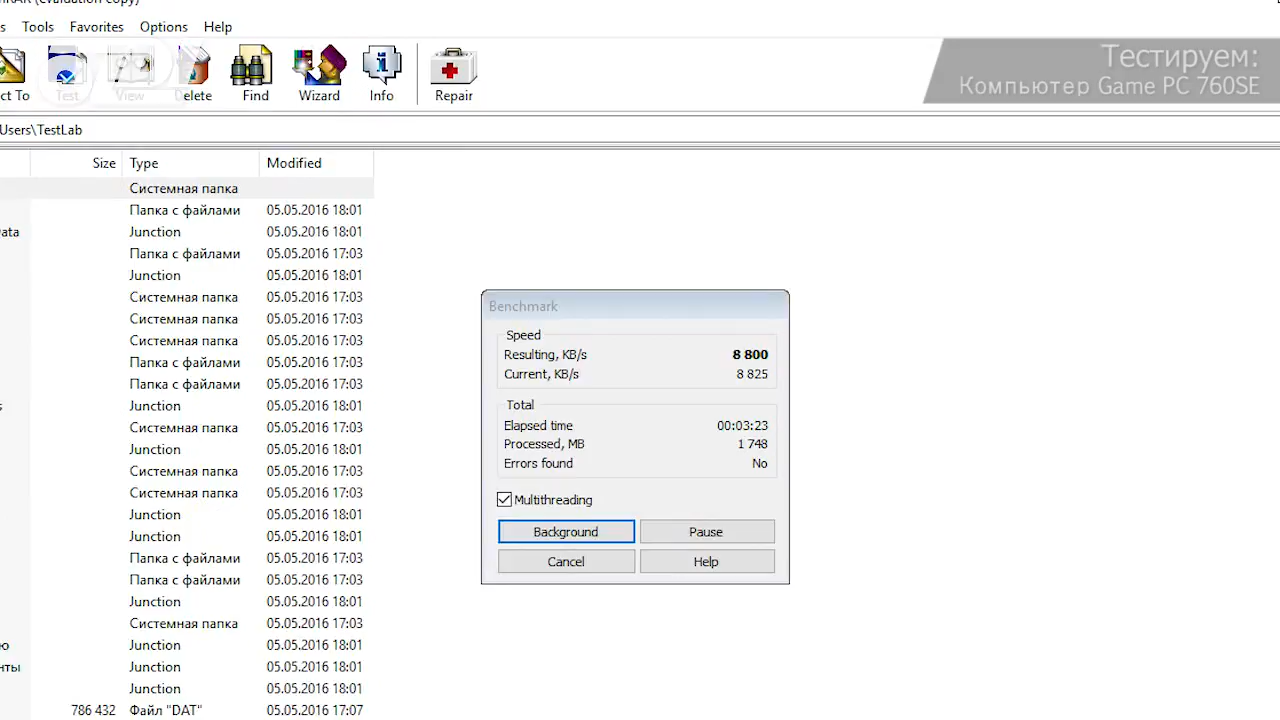 (evaluation copy)
s Tools Favorites Options Help
ct To Test View Delete Find Wizard Info Repair
Тестируем:
Компьютер Game PC 760SE
Users\TestLab
Size Type Modified
Системная папка
Папка с файлами 05.05.2016 18:01
ata Junction 05.05.2016 18:01
Папка с файлами 05.05.2016 17:03
Junction 05.05.2016 18:01
Системная папка 05.05.2016 17:03
Системная папка 05.05.2016 17:03
Системная папка 05.05.2016 17:03
Папка с файлами 05.05.2016 17:03
Папка с файлами 05.05.2016 17:03
s Junction 05.05.2016 18:01
Системная папка 05.05.2016 17:03
Junction 05.05.2016 18:01
Системная папка 05.05.2016 17:03
Системная папка 05.05.2016 17:03
Junction 05.05.2016 18:01
Junction 05.05.2016 18:01
Папка с файлами 05.05.2016 17:03
Папка с файлами 05.05.2016 17:03
Junction 05.05.2016 18:01
Системная папка 05.05.2016 17:03
ю Junction 05.05.2016 18:01
нты Junction 05.05.2016 18:01
Junction 05.05.2016 18:01
786 432 Файл "DAT" 05.05.2016 17:07
Benchmark
Speed
Resulting, KB/s 8 800
Current, KB/s 8 825
Total
Elapsed time 00:03:23
Processed, MB 1 748
Errors found No
Multithreading
Background Pause
Cancel Help